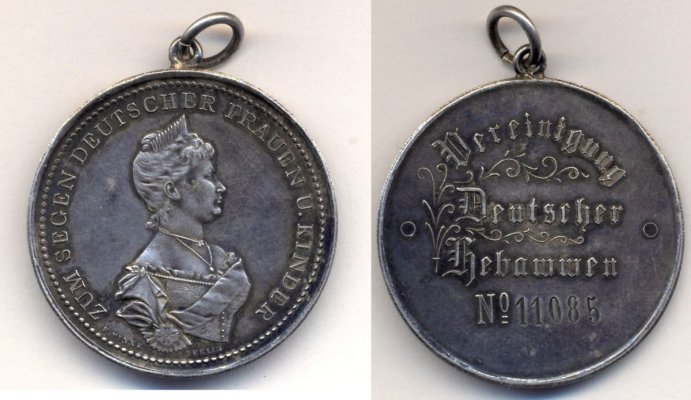 ZUM SEGEN DEUTSCHER FRAUEN U. KINDER
Vereinigung
Deutscher
Hebammen
No 11085